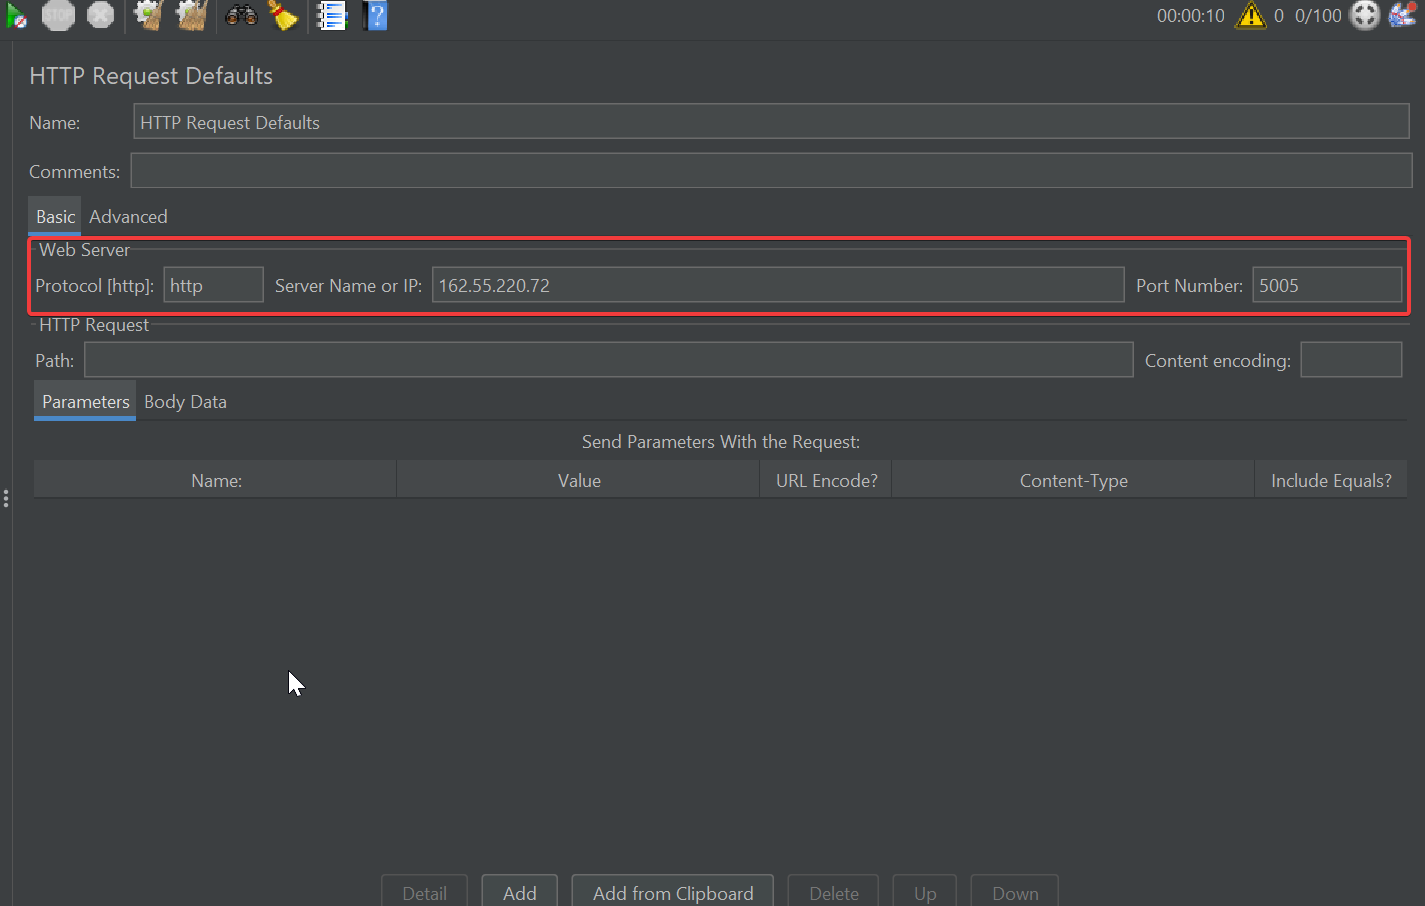 STOP 00:00:10 0 0/100
HTTP Request Defaults
Name: HTTP Request Defaults
Comments:
Basic Advanced
Web Server
Protocol [http]: http Server Name or IP: 162.55.220.72 Port Number: 5005
HTTP Request
Path: Content encoding:
Parameters Body Data
Send Parameters With the Request:
Name: Value URL Encode? Content-Type Include Equals?
Detail Add Add from Clipboard Delete Up Down